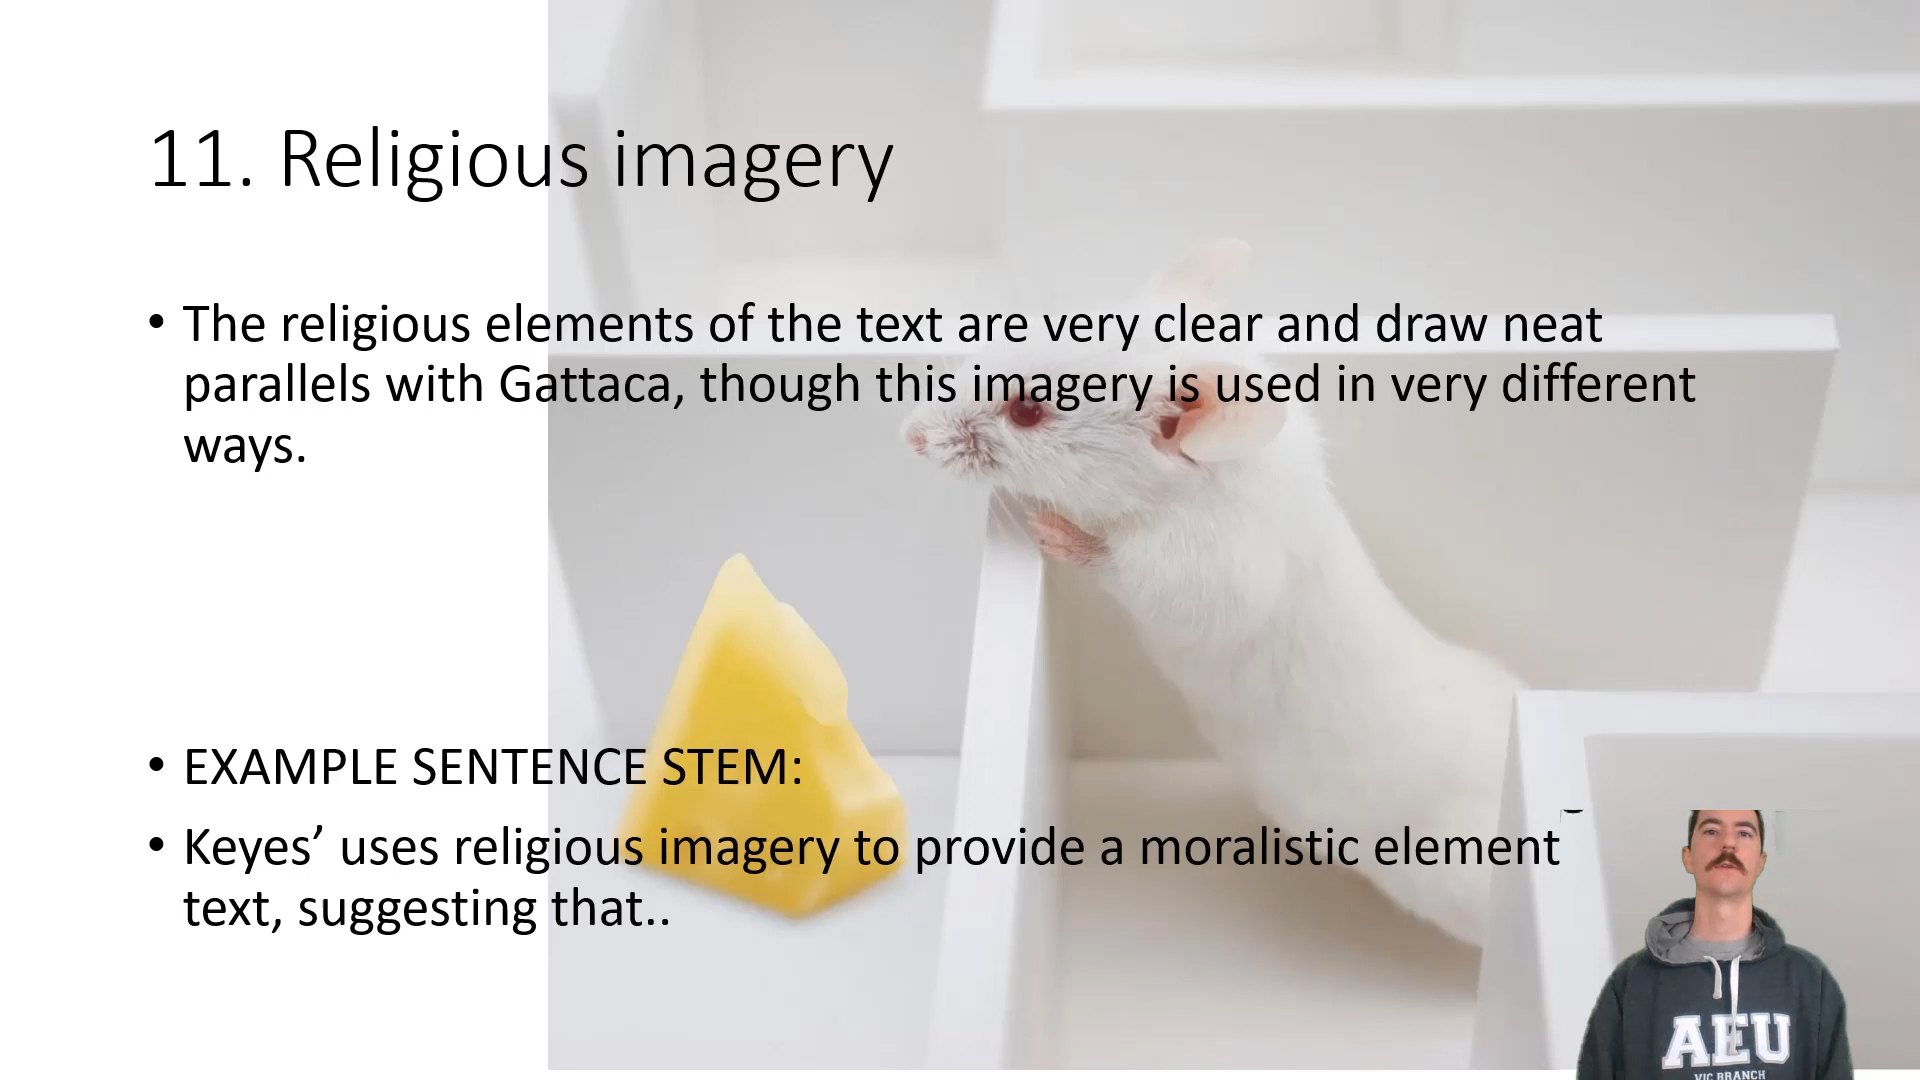 11. Religious imagery
• The religious elements of the text are very clear and draw neat
parallels with Gattaca, though this imagery is used in very different
ways.
• EXAMPLE SENTENCE STEM:
• Keyes’ uses religious imagery to provide a moralistic element
text, suggesting that..
AEU
VIC BRANCH